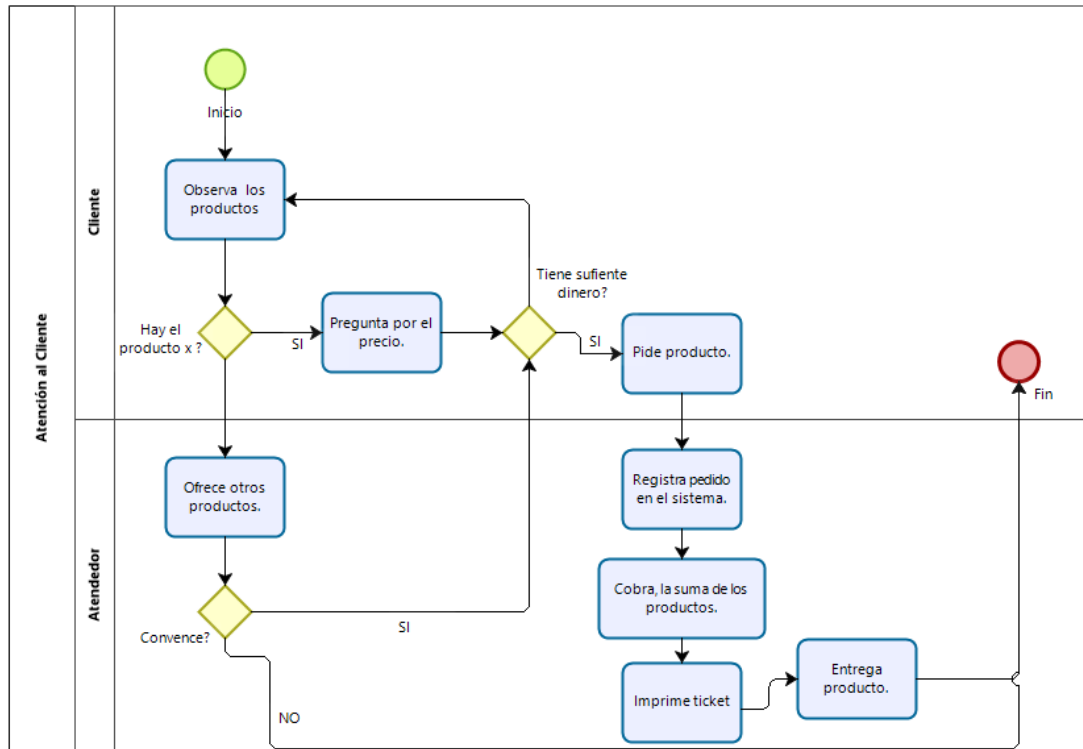 Atención al Cliente
Cliente
Inicio
Observa los
productos
Hay el
producto x ?
SI
Pregunta por el
precio.
Tiene sufiente
dinero?
SI
Pide producto.
Fin
Atendedor
Ofrece otros
productos.
Convence?
SI
NO
Registra pedido
en el sistema.
Cobra, la suma de los
productos.
Imprime ticket
Entrega
producto.